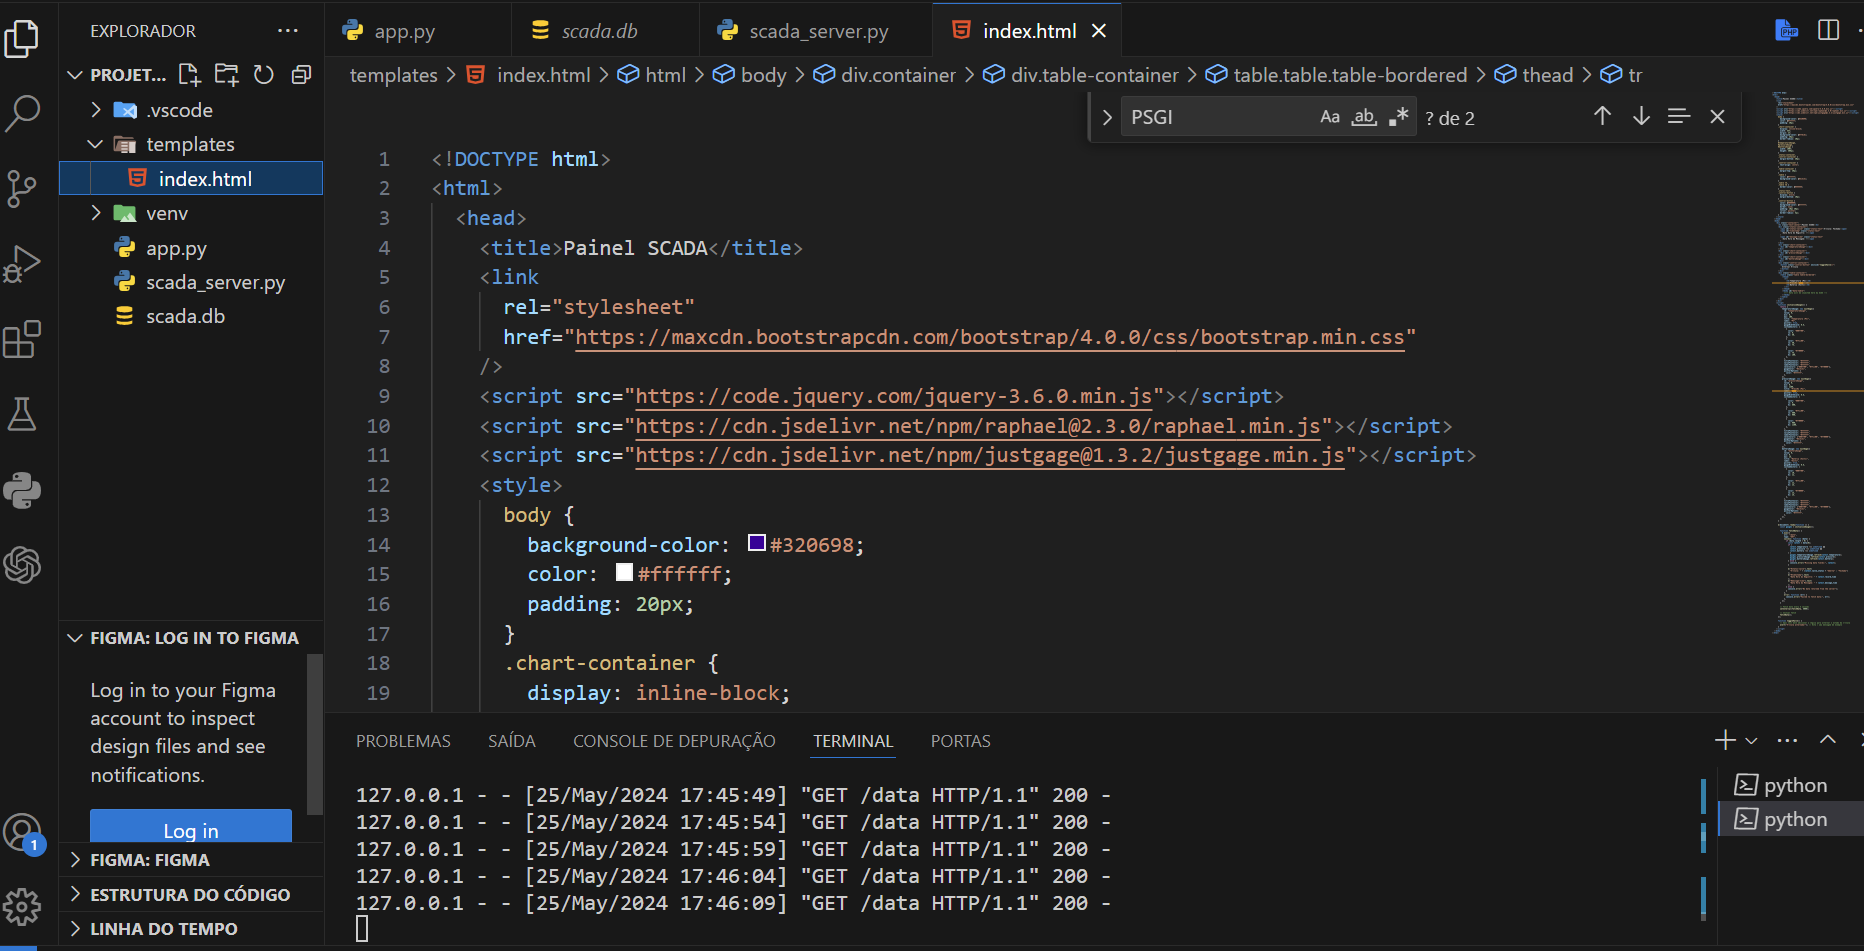 EXPLORADOR
PROJET...
.vscode
templates
index.html
venv
app.py
scada_server.py
scada.db
FIGMA: LOG IN TO FIGMA
Log in to your Figma
account to inspect
design files and see
notifications.
Log in
FIGMA: FIGMA
ESTRUTURA DO CÓDIGO
LINHA DO TEMPO
1
app.py
scada.db
scada_server.py
index.html
PHP
templates > index.html > html > body > div.container > div.table-container > table.table.table-bordered > thead > tr
PSGI
Aa ab .* ? de 2
1 <!DOCTYPE html>
2 <html>
3 <head>
4 <title>Painel SCADA</title>
5 <link
6 rel="stylesheet"
7 href="https://maxcdn.bootstrapcdn.com/bootstrap/4.0.0/css/bootstrap.min.css"
8 />
9 <script src="https://code.jquery.com/jquery-3.6.0.min.js"></script>
10 <script src="https://cdn.jsdelivr.net/npm/raphael@2.3.0/raphael.min.js"></script>
11 <script src="https://cdn.jsdelivr.net/npm/justgage@1.3.2/justgage.min.js"></script>
12 <style>
13 body {
14 background-color: #320698;
15 color: #ffffff;
16 padding: 20px;
17 }
18 .chart-container {
19 display: inline-block;
PROBLEMAS SAÍDA CONSOLE DE DEPURAÇÃO TERMINAL PORTAS
127.0.0.1 - - [25/May/2024 17:45:49] "GET /data HTTP/1.1" 200 -
127.0.0.1 - - [25/May/2024 17:45:54] "GET /data HTTP/1.1" 200 -
127.0.0.1 - - [25/May/2024 17:45:59] "GET /data HTTP/1.1" 200 -
127.0.0.1 - - [25/May/2024 17:46:04] "GET /data HTTP/1.1" 200 -
127.0.0.1 - - [25/May/2024 17:46:09] "GET /data HTTP/1.1" 200 -
python
python